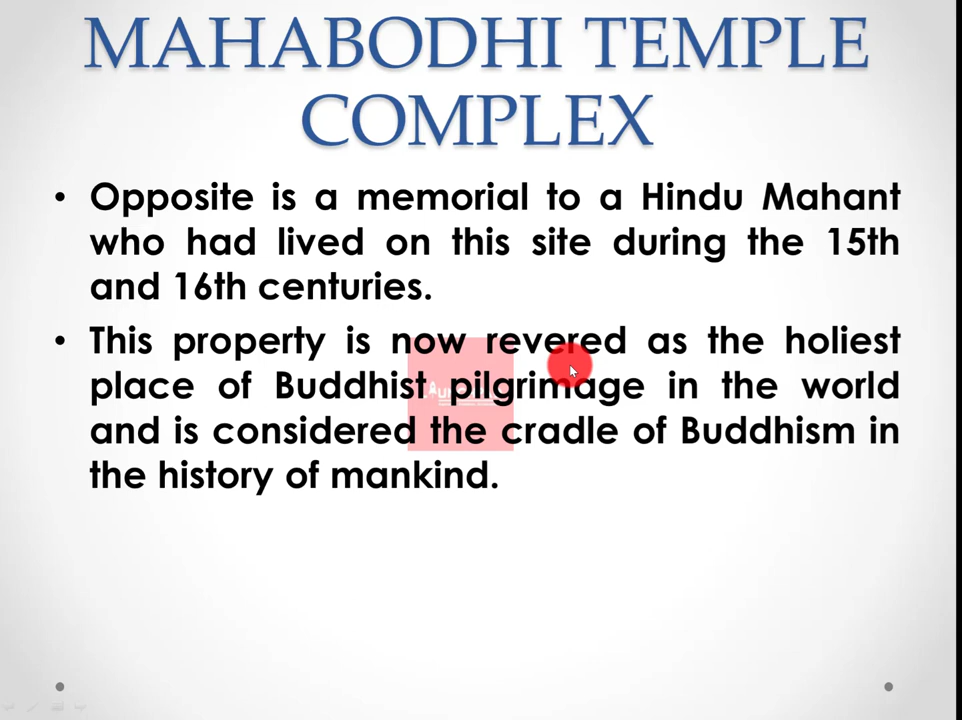 MAHABODHI TEMPLE
COMPLEX
• Opposite is a memorial to a Hindu Mahant
who had lived on this site during the 15th
and 16th centuries.
• This property is now revered as the holiest
place of Buddhist pilgrimage in the world
and is considered the cradle of Buddhism in
the history of mankind.